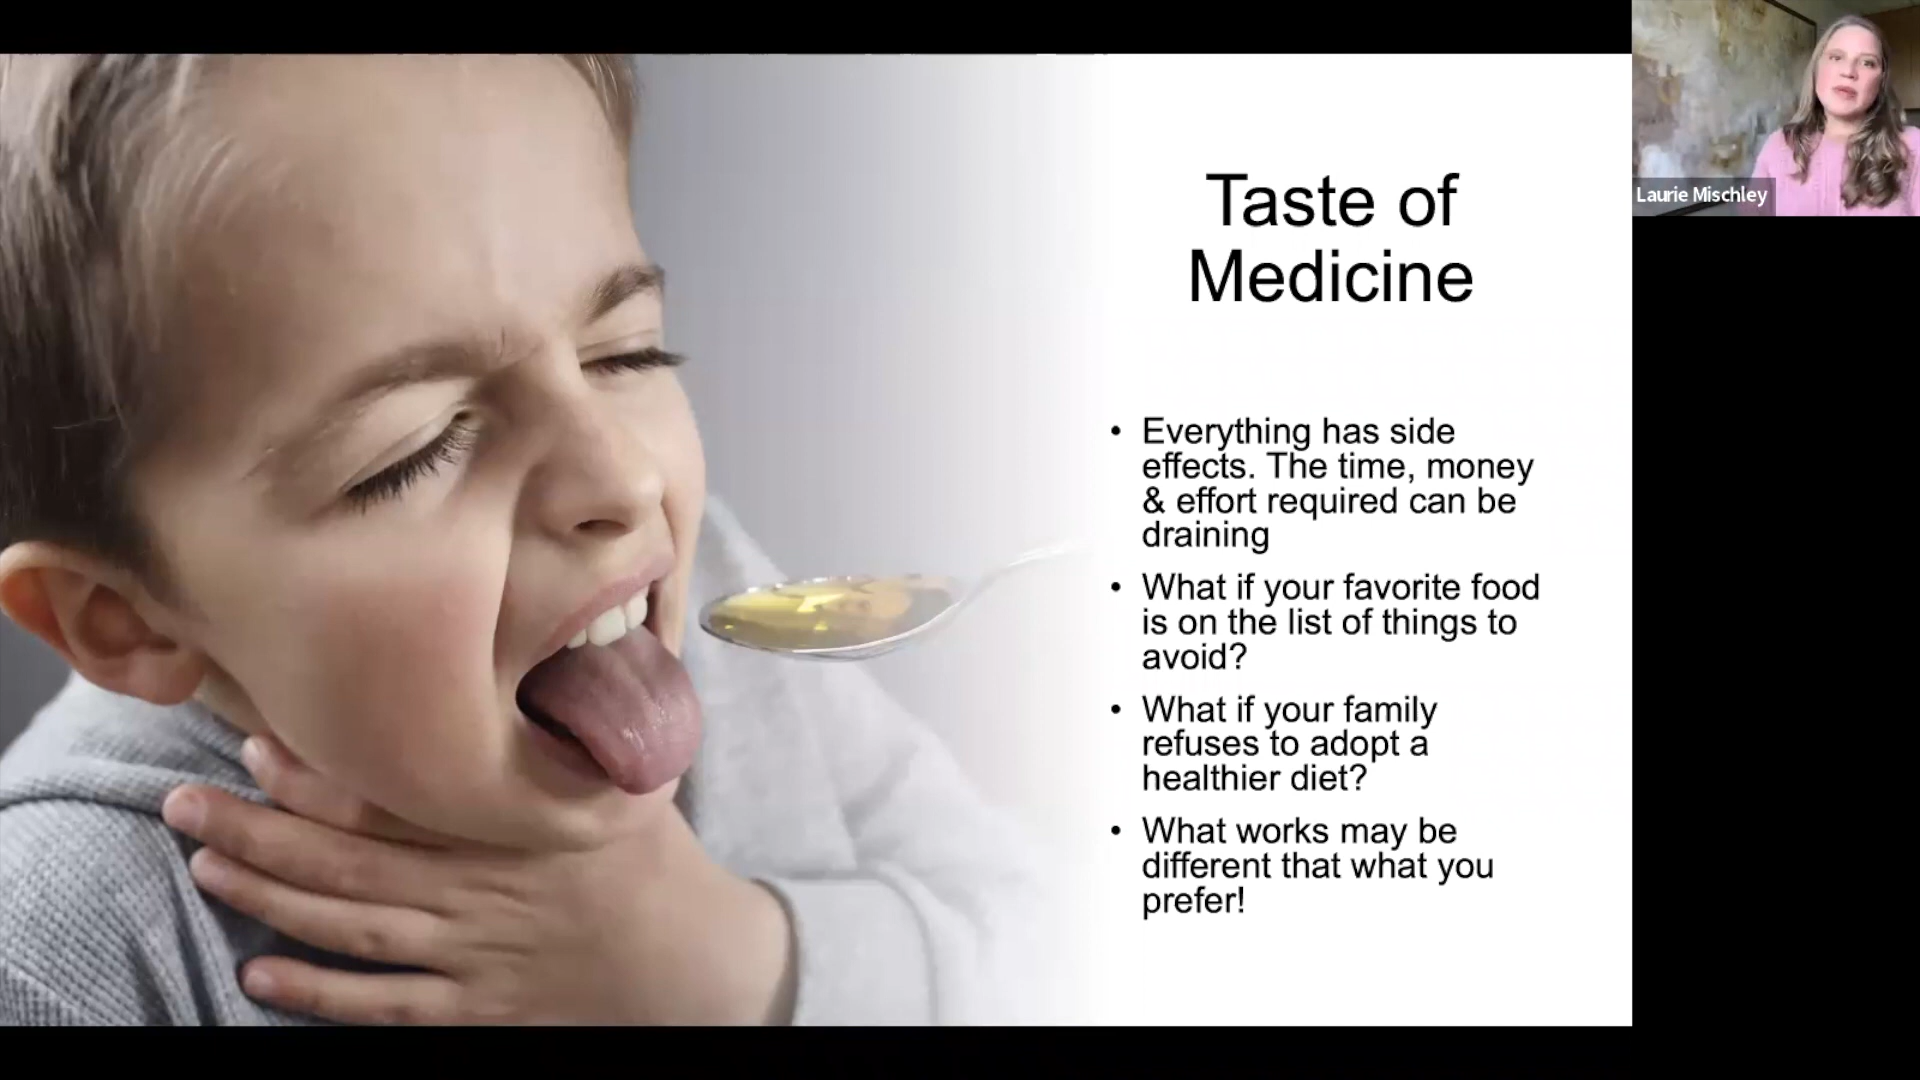 Taste of
Medicine
• Everything has side
effects. The time, money
& effort required can be
draining
• What if your favorite food
is on the list of things to
avoid?
• What if your family
refuses to adopt a
healthier diet?
• What works may be
different that what you
prefer!
Laurie Mischley